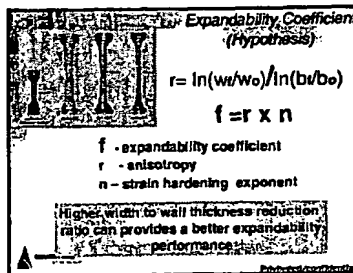 Expandability Coefficient
(Hypothesis)
r= ln(wf/wo)/ln(bf/bo)
f =r x n
f - expandability coefficient
r - anisotropy
n – strain hardening exponent
Higher width to wall thickness reduction
ratio can provides a better expandability
performance